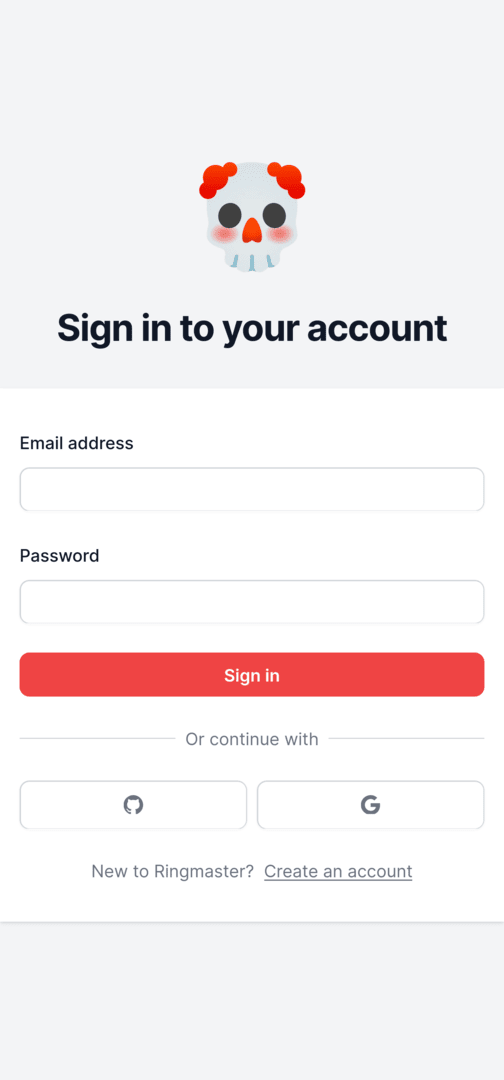 Sign in to your account
Email address
Password
Sign in
Or continue with
New to Ringmaster? Create an account